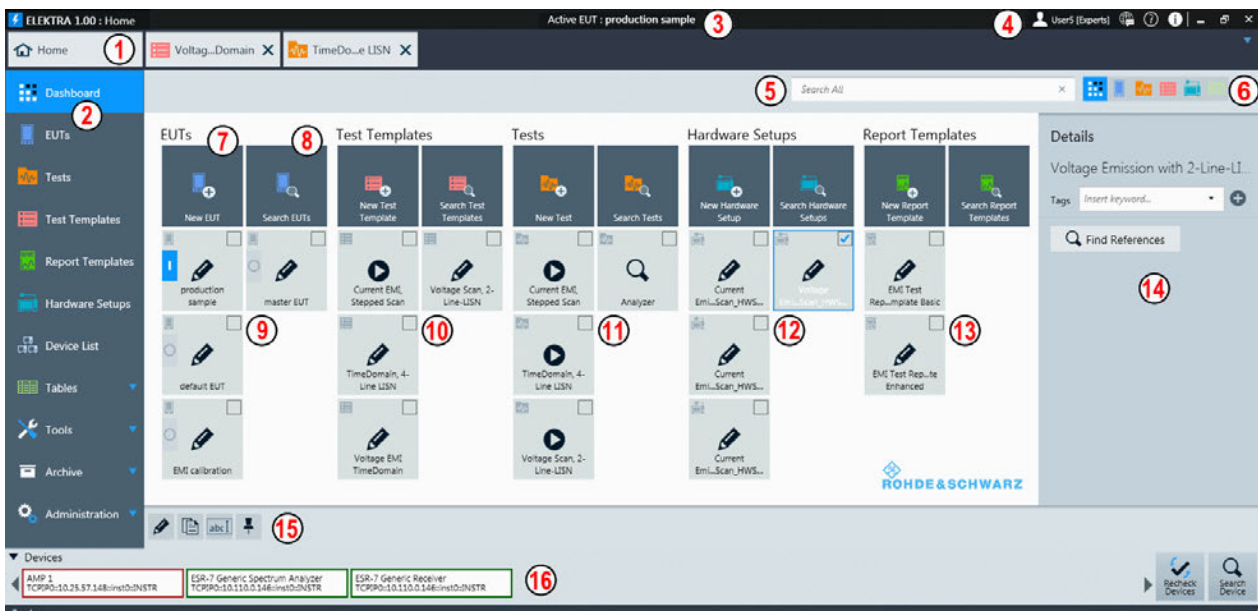 ELEKTRA 1.00 : Home
Active EUT : production sample
3
4
User5 [Experts]
Home
1
Voltag...Domain
TimeDo...e LISN
Dashboard
2
EUTs
Tests
Test Templates
Report Templates
Hardware Setups
Device List
Tables
Tools
Archive
Administration
5
Search All
6
EUTs
7
8
Test Templates
Tests
Hardware Setups
Report Templates
New EUT
Search EUTs
New Test
Template
Search Test
Templates
New Test
Search Tests
New Hardware
Setup
Search Hardware
Setups
New Report
Template
Search Report
Templates
production
sample
master EUT
Current EMI,
Stepped Scan
Voltage Scan, 2-
Line-LISN
Current EMI,
Stepped Scan
Analyzer
Current
Emi...Scan_HWS...
Voltage
Emi...Scan_HWS...
EMI Test
Rep...mplate Basic
9
10
11
12
13
default EUT
TimeDomain, 4-
Line LISN
TimeDomain, 4-
Line LISN
Current
Emi...Scan_HWS...
EMI Test Rep...te
Enhanced
EMI calibration
Voltage EMI
TimeDomain
Voltage Scan, 2-
Line-LISN
Current
Emi...Scan_HWS...
ROHDE&SCHWARZ
Details
Voltage Emission with 2-Line-LI...
Tags
Insert keyword...
Find References
14
abc
15
Devices
AMP 1
TCPIP0::10.25.57.148::inst0::INSTR
ESR-7 Generic Spectrum Analyzer
TCPIP0::10.110.0.146::inst0::INSTR
ESR-7 Generic Receiver
TCPIP0::10.110.0.146::inst0::INSTR
16
Recheck
Devices
Search
Device